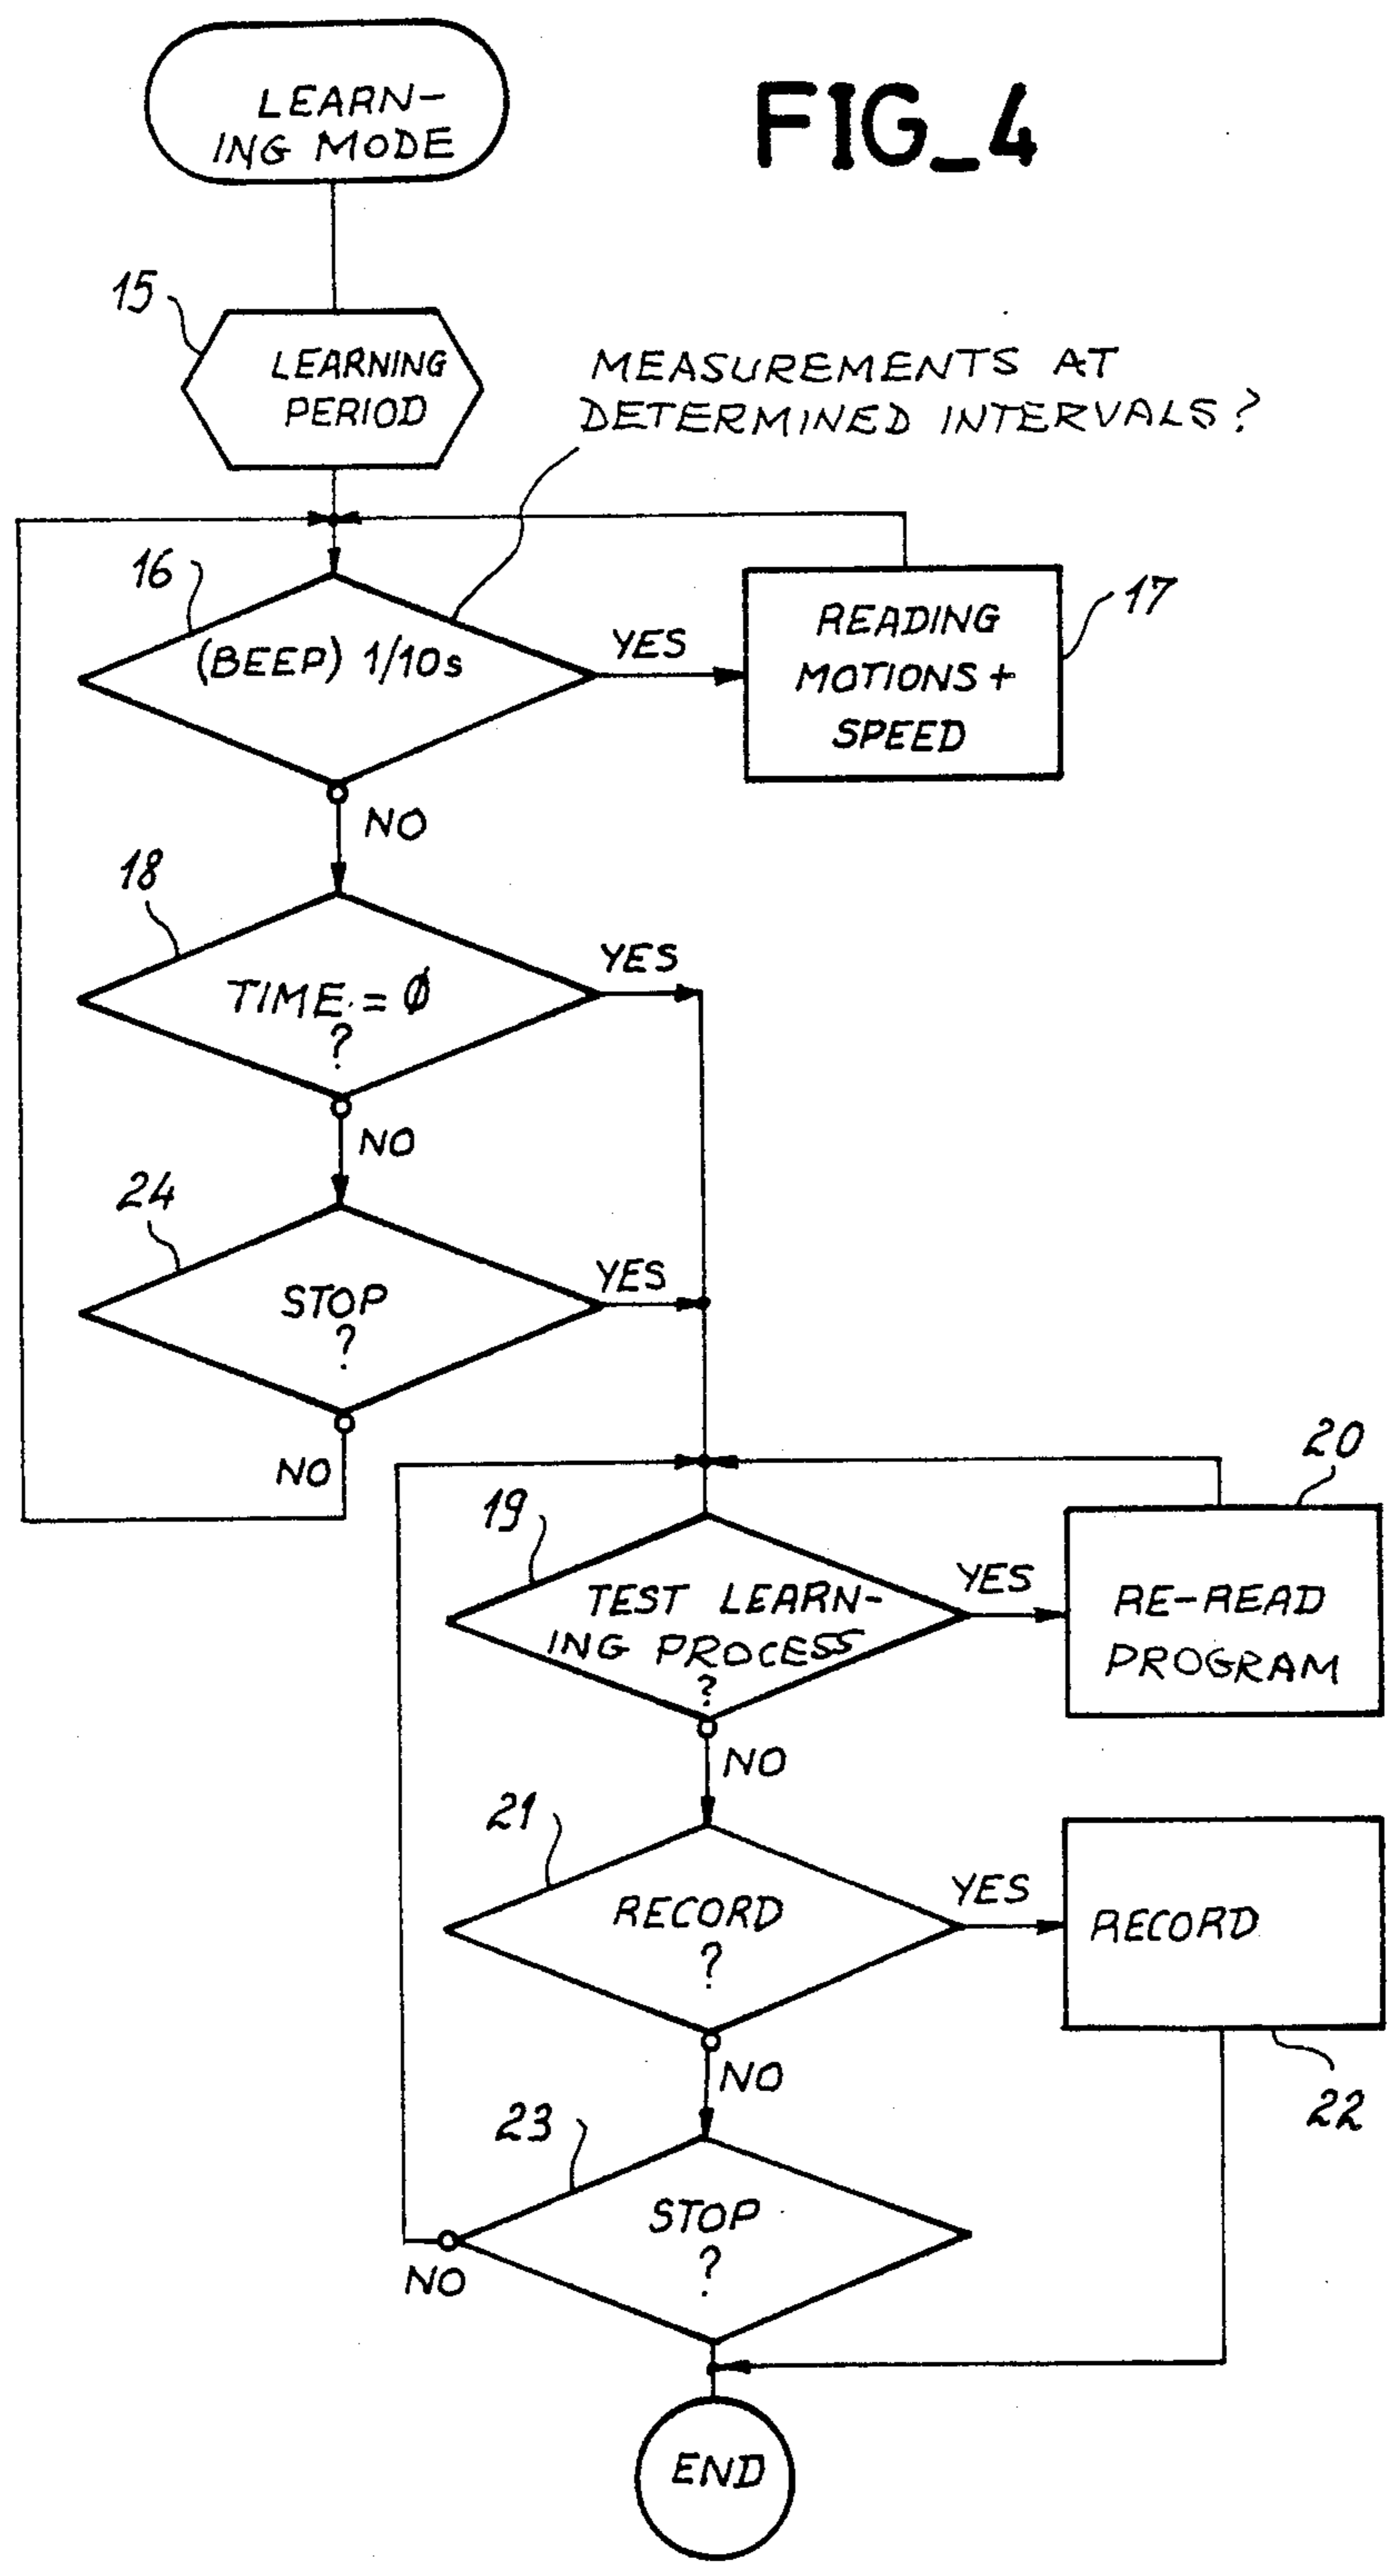 LEARN-
ING MODE
FIG_4
15
LEARNING
PERIOD
MEASUREMENTS AT
DETERMINED INTERVALS?
16
(BEEP) 1/10s
YES
READING
MOTIONS +
SPEED
17
NO
18
TIME = Ø
?
YES
NO
24
STOP
?
YES
NO
19
TEST LEARN-
ING PROCESS
?
YES
20
RE-READ
PROGRAM
NO
21
RECORD
?
YES
RECORD
22
NO
23
STOP
?
NO
END